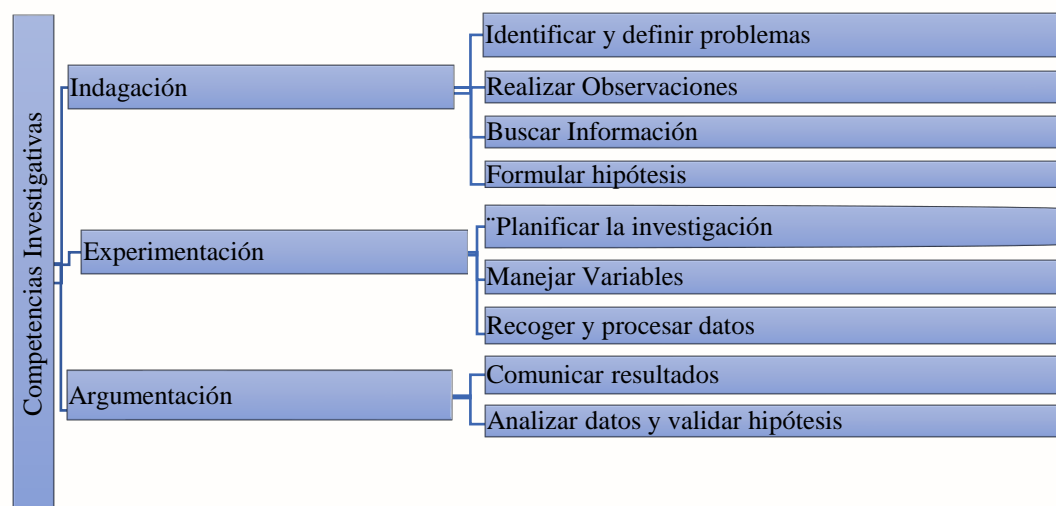 Competencias Investigativas
Indagación
Identificar y definir problemas
Realizar Observaciones
Buscar Información
Formular hipótesis
Experimentación
¨Planificar la investigación
Manejar Variables
Recoger y procesar datos
Argumentación
Comunicar resultados
Analizar datos y validar hipótesis